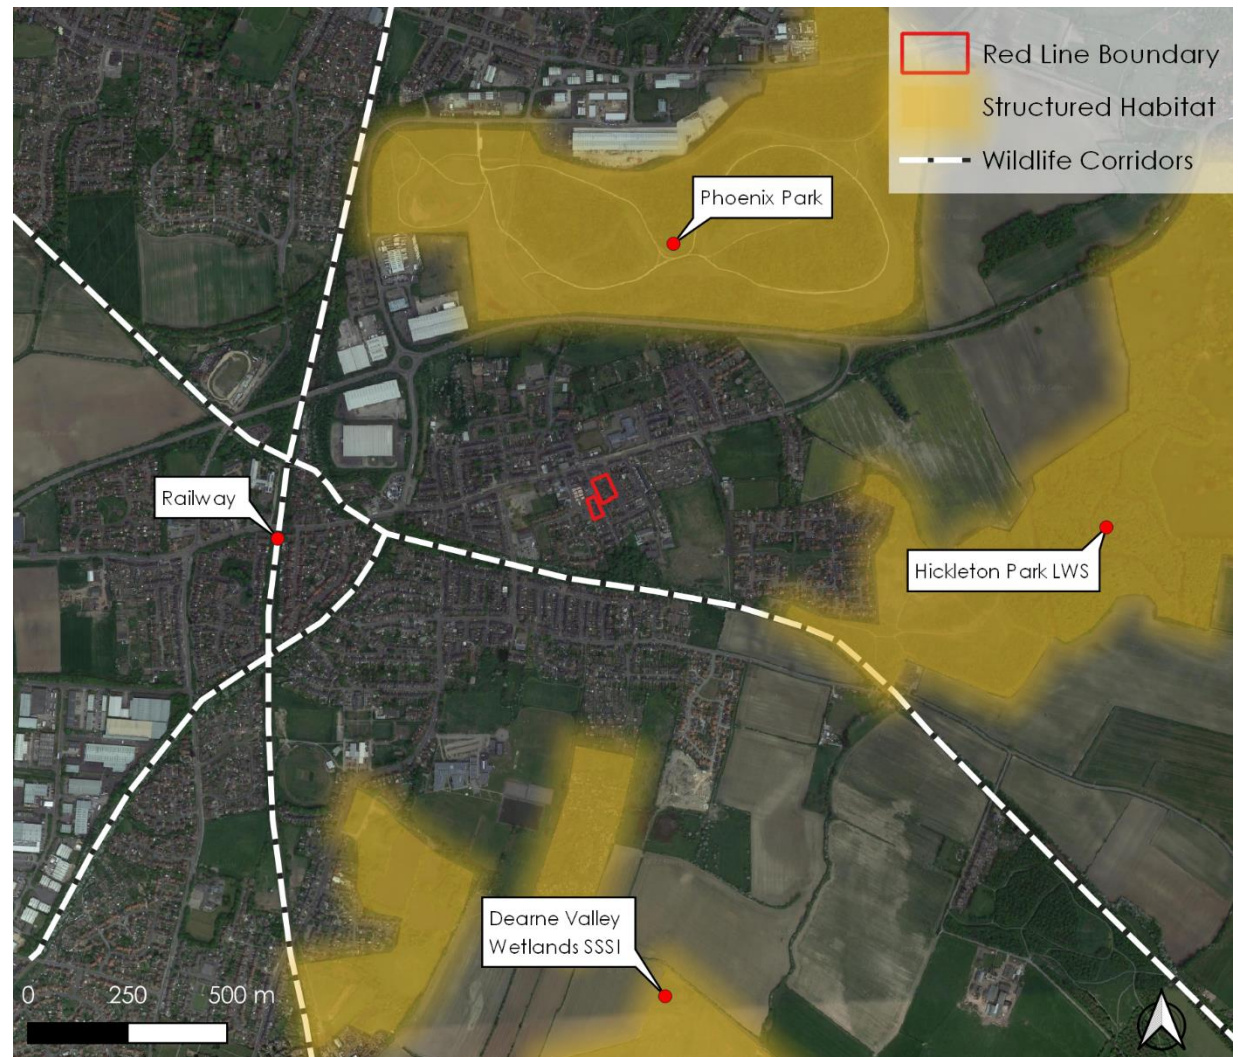 Red Line Boundary
Structured Habitat
Wildlife Corridors
Phoenix Park
Railway
Hickleton Park LWS
Dearne Valley
Wetlands SSSI
0 250 500 m